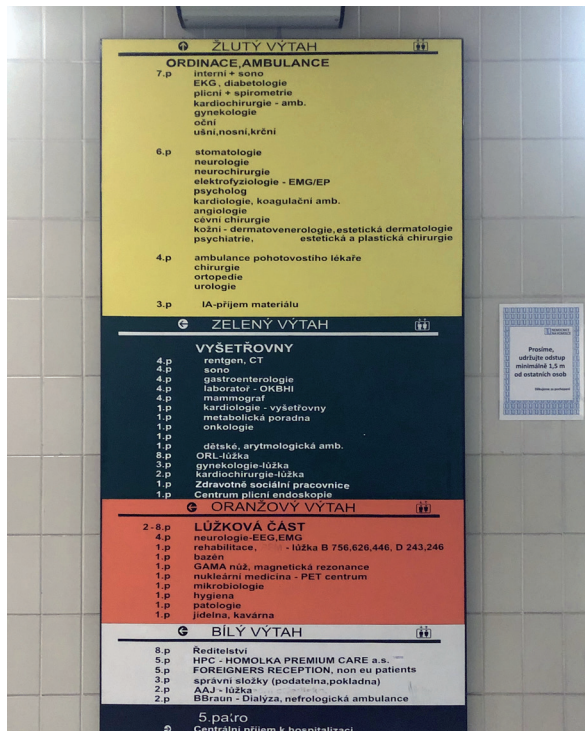 ŽLUTÝ VÝTAH
ORDINACE,AMBULANCE
7.p interní + sono
EKG, diabetologie
plicní + spirometrie
kardiochirurgie - amb.
gynekologie
oční
ušní,nosní,krční
6.p stomatologie
neurologie
neurochirurgie
elektrofyziologie - EMG/EP
psycholog
kardiologie, koagulační amb.
angiologie
cévní chirurgie
kožní - dermatovenerologie, estetická dermatologie
psychiatrie, estetická a plastická chirurgie
4.p ambulance pohotovostího lékaře
chirurgie
ortopedie
urologie
3.p IA-příjem materiálu
ZELENÝ VÝTAH
VYŠETŘOVNY
4.p rentgen, CT
4.p sono
4.p gastroenterologie
4.p laboratoř - OKBHI
4.p mammograf
1.p kardiologie - vyšetřovny
1.p metabolická poradna
1.p onkologie
1.p
1.p dětské, arytmologická amb.
8.p ORL-lůžka
3.p gynekologie-lůžka
2.p kardiochirurgie-lůžka
1.p Zdravotně sociální pracovnice
1.p Centrum plicní endoskopie
ORANŽOVÝ VÝTAH
2-8.p LŮŽKOVÁ ČÁST
4.p neurologie-EEG,EMG
1.p rehabilitace, - lůžka B 756,626,446, D 243,246
1.p bazén
1.p GAMA nůž, magnetická rezonance
1.p nukleární medicína - PET centrum
1.p mikrobiologie
1.p hygiena
1.p patologie
1.p jídelna, kavárna
BÍLÝ VÝTAH
8.p Ředitelství
5.p HPC - HOMOLKA PREMIUM CARE a.s.
5.p FOREIGNERS RECEPTION, non eu patients
3.p správní složky (podatelna,pokladna)
2.p AAJ - lůžka
2.p BBraun - Dialýza, nefrologická ambulance
5.patro
Centrální příjem k hospitalizaci
Prosíme,
udržujte odstup
minimálně 1,5 m
od ostatních osob